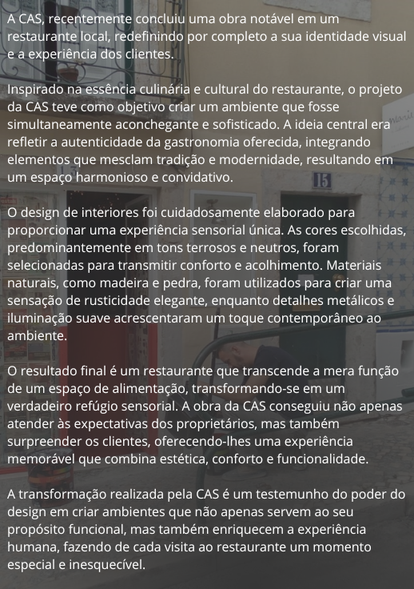 A CAS, recentemente concluiu uma obra notável em um
restaurante local, redefinindo por completo a sua identidade visual
e a experiência dos clientes.
Inspirado na essência culinária e cultural do restaurante, o projeto
da CAS teve como objetivo criar um ambiente que fosse
simultaneamente aconchegante e sofisticado. A ideia central era
refletir a autenticidade da gastronomia oferecida, integrando
elementos que mesclam tradição e modernidade, resultando em
um espaço harmonioso e convidativo.
O design de interiores foi cuidadosamente elaborado para
proporcionar uma experiência sensorial única. As cores escolhidas,
predominantemente em tons terrosos e neutros, foram
selecionadas para transmitir conforto e acolhimento. Materiais
naturais, como madeira e pedra, foram utilizados para criar uma
sensação de rusticidade elegante, enquanto detalhes metálicos e
iluminação suave acrescentaram um toque contemporâneo ao
ambiente.
O resultado final é um restaurante que transcende a mera função
de um espaço de alimentação, transformando-se em um
verdadeiro refúgio sensorial. A obra da CAS conseguiu não apenas
atender às expectativas dos proprietários, mas também
surpreender os clientes, oferecendo-lhes uma experiência
memorável que combina estética, conforto e funcionalidade.
A transformação realizada pela CAS é um testemunho do poder do
design em criar ambientes que não apenas servem ao seu
propósito funcional, mas também enriquecem a experiência
humana, fazendo de cada visita ao restaurante um momento
especial e inesquecível.
15